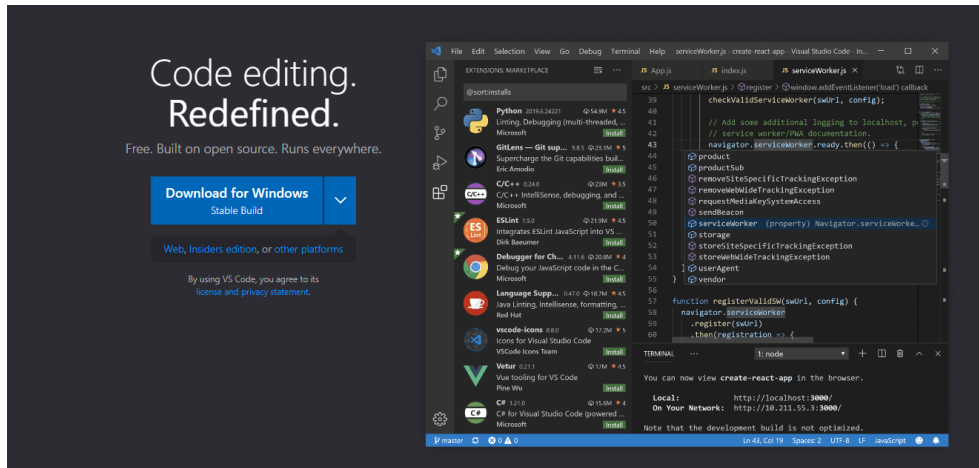 Code editing.
Redefined.
Free. Built on open source. Runs everywhere.
Download for Windows
Stable Build
Web, Insiders edition, or other platforms
By using VS Code, you agree to its
license and privacy statement.
File Edit Selection View Go Debug Terminal Help serviceWorker.js - create-react-app - Visual Studio Code - In...
EXTENSIONS: MARKETPLACE
@sort:installs
Python 2019.6.24221 54.9M ★ 4.5
Linting, Debugging (multi-threaded, ...
Microsoft Install
GitLens — Git sup... 9.8.5 23.1M ★ 5
Supercharge the Git capabilities buil...
Eric Amodio Install
C/C++ 0.24.0 23M ★ 3.5
C/C++ IntelliSense, debugging, and ...
Microsoft Install
ESLint 1.9.0 21.9M ★ 4.5
Integrates ESLint JavaScript into VS ...
Dirk Baeumer Install
Debugger for Ch... 4.11.6 20.6M ★ 4
Debug your JavaScript code in the C...
Microsoft Install
Language Supp... 0.47.0 18.7M ★ 4.5
Java Linting, Intellisense, formatting, ...
Red Hat Install
vscode-icons 8.8.0 17.2M ★ 5
Icons for Visual Studio Code
VSCode Icons Team Install
Vetur 0.21.1 17M ★ 4.5
Vue tooling for VS Code
Pine Wu Install
C# 1.21.0 15.6M ★ 4
C# for Visual Studio Code (powered ...
Microsoft Install
JS App.js JS index.js JS serviceWorker.js
src > JS serviceWorker.js > register > window.addEventListener('load') callback
39 checkValidServiceWorker(swUrl, config);
40
41 // Add some additional logging to localhost, p
42 // service worker/PWA documentation.
43 navigator.serviceWorker.ready.then(() => {
44 product
45 productSub
46 removeSiteSpecificTrackingException
47 removeWebWideTrackingException
48 requestMediaKeySystemAccess
49 sendBeacon
50 serviceWorker (property) Navigator.serviceWorke...
51 storage
52 storeSiteSpecificTrackingException
53 storeWebWideTrackingException
54 } userAgent
55 } vendor
56
57 function registerValidSW(swUrl, config) {
58 navigator.serviceWorker
59 .register(swUrl)
60 .then(registration => {
TERMINAL ... 1: node
You can now view create-react-app in the browser.
Local: http://localhost:3000/
On Your Network: http://10.211.55.3:3000/
Note that the development build is not optimized.
master 0 0 Ln 43, Col 19 Spaces: 2 UTF-8 LF JavaScript